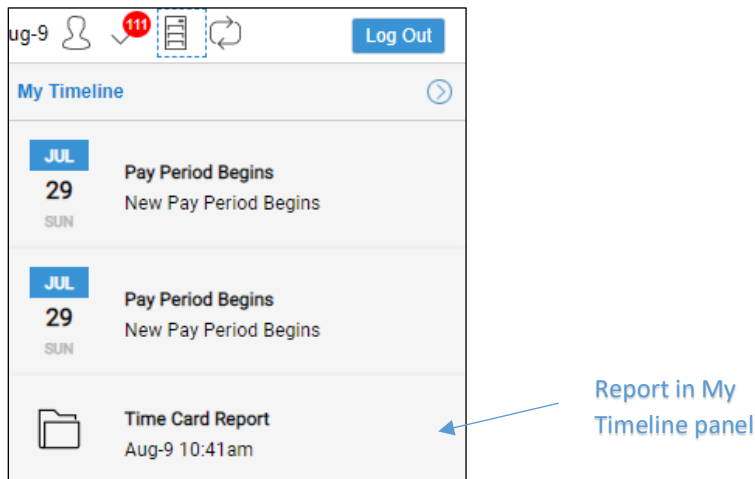 ug-9 111 Log Out
My Timeline
JUL
29
SUN
Pay Period Begins
New Pay Period Begins
JUL
29
SUN
Pay Period Begins
New Pay Period Begins
Time Card Report
Aug-9 10:41am
Report in My
Timeline panel